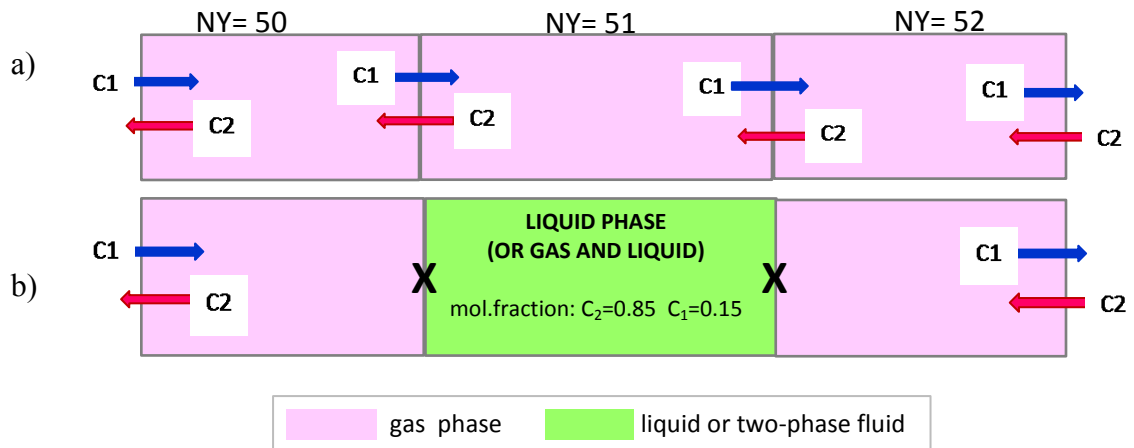 NY= 50 NY= 51 NY= 52
a)
C1 C1 C1 C1
C2 C2 C2 C2
b)
LIQUID PHASE
(OR GAS AND LIQUID)
mol.fraction: C₂=0.85 C₁=0.15
C1 C1
C2 C2
X X
gas phase liquid or two-phase fluid